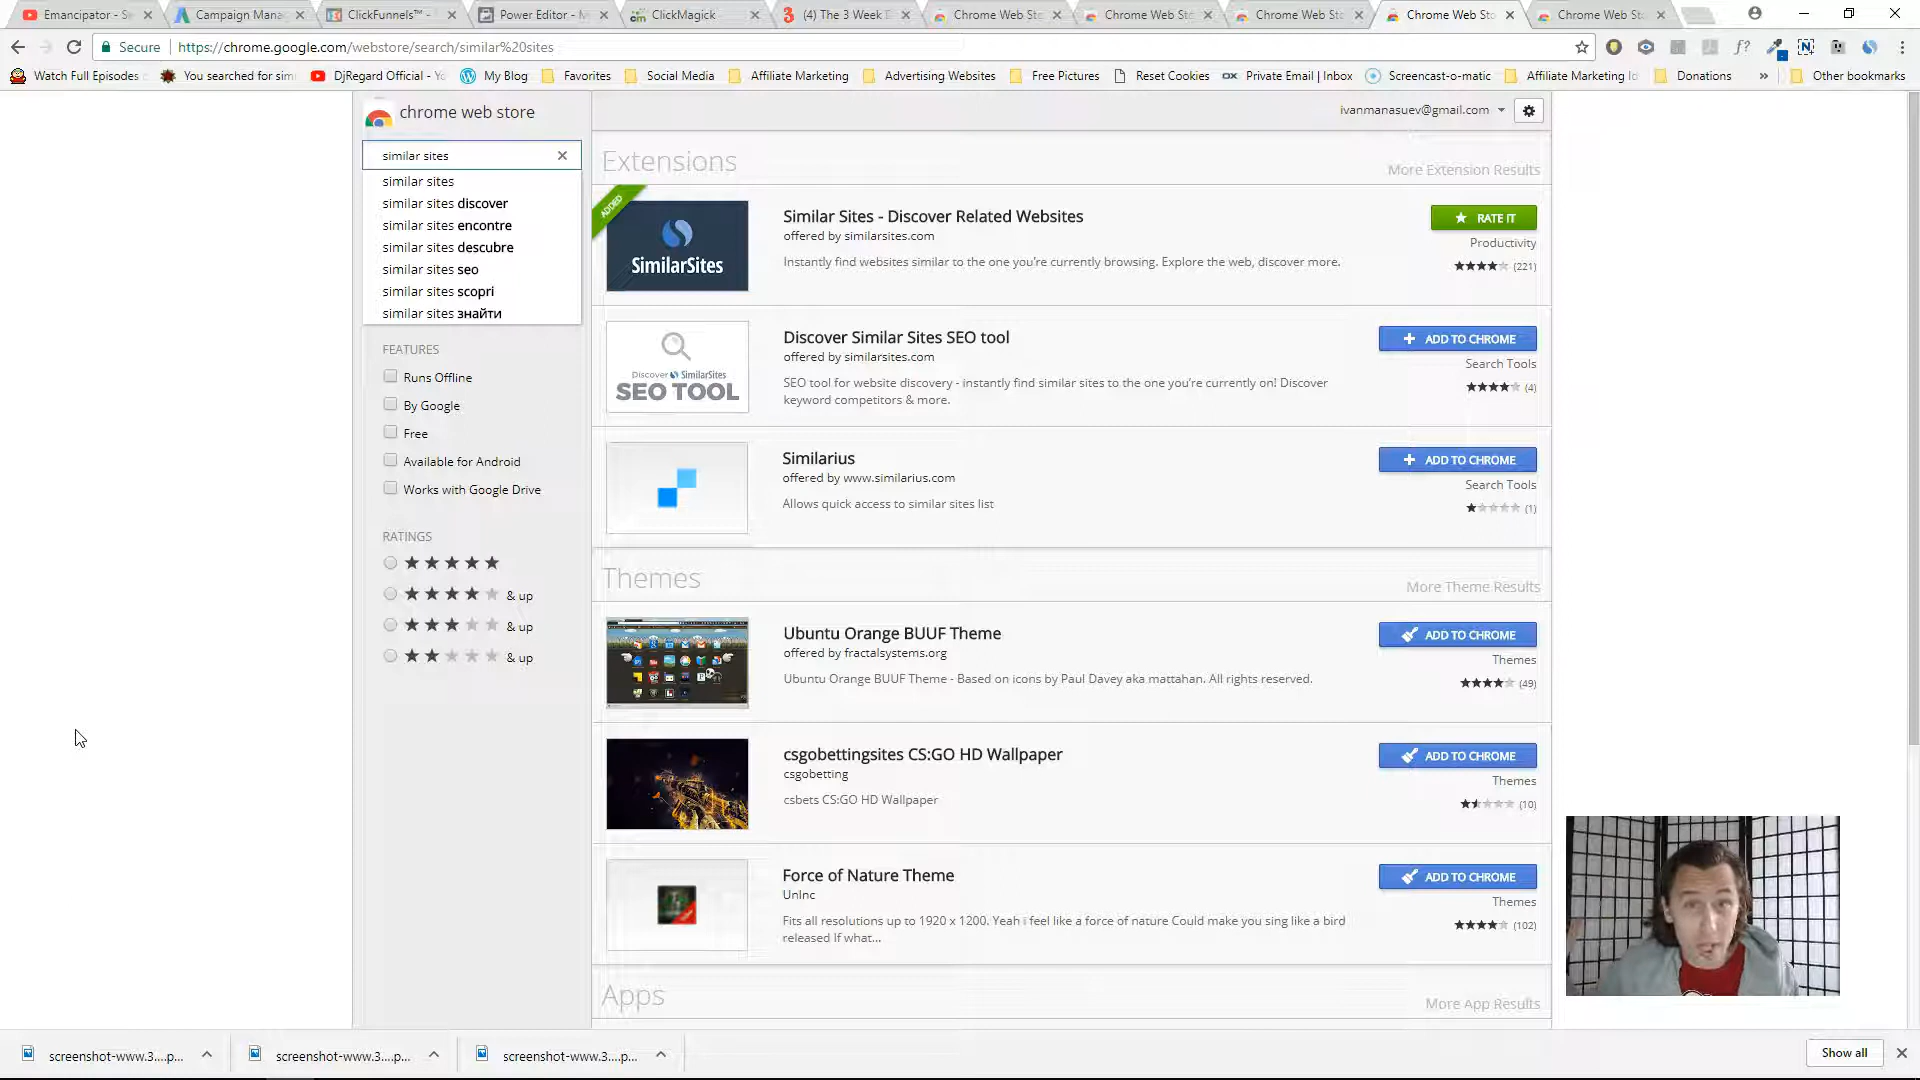 Emancipator - S
Campaign Mana
ClickFunnels™ -
Power Editor - M
ClickMagick
(4) The 3 Week D
Chrome Web Sto
Chrome Web Sto
Chrome Web Sto
Chrome Web Sto
Chrome Web Sto
Secure
https://chrome.google.com/webstore/search/similar%20sites
Watch Full Episodes
You searched for sim
DjRegard Official - Yo
My Blog
Favorites
Social Media
Affiliate Marketing
Advertising Websites
Free Pictures
Reset Cookies
Private Email | Inbox
Screencast-o-matic
Affiliate Marketing Id
Donations
»
Other bookmarks
chrome web store
ivanmanasuev@gmail.com
similar sites
similar sites
similar sites discover
similar sites encontre
similar sites descubre
similar sites seo
similar sites scopri
similar sites знайти
FEATURES
Runs Offline
By Google
Free
Available for Android
Works with Google Drive
RATINGS
& up
& up
& up
Extensions
More Extension Results
ADDED
SimilarSites
Similar Sites - Discover Related Websites
offered by similarsites.com
Instantly find websites similar to the one you're currently browsing. Explore the web, discover more.
RATE IT
Productivity
(221)
Discover SimilarSites
SEO TOOL
Discover Similar Sites SEO tool
offered by similarsites.com
SEO tool for website discovery - instantly find similar sites to the one you're currently on! Discover
keyword competitors & more.
ADD TO CHROME
Search Tools
(4)
Similarius
offered by www.similarius.com
Allows quick access to similar sites list
ADD TO CHROME
Search Tools
(1)
Themes
More Theme Results
Ubuntu Orange BUUF Theme
offered by fractalsystems.org
Ubuntu Orange BUUF Theme - Based on icons by Paul Davey aka mattahan. All rights reserved.
ADD TO CHROME
Themes
(49)
csgobettingsites CS:GO HD Wallpaper
csgobetting
csbets CS:GO HD Wallpaper
ADD TO CHROME
Themes
(10)
Force of Nature Theme
UnInc
Fits all resolutions up to 1920 x 1200. Yeah i feel like a force of nature Could make you sing like a bird
released If what...
ADD TO CHROME
Themes
(102)
Apps
More App Results
screenshot-www.3....p...
screenshot-www.3....p...
screenshot-www.3....p...
Show all